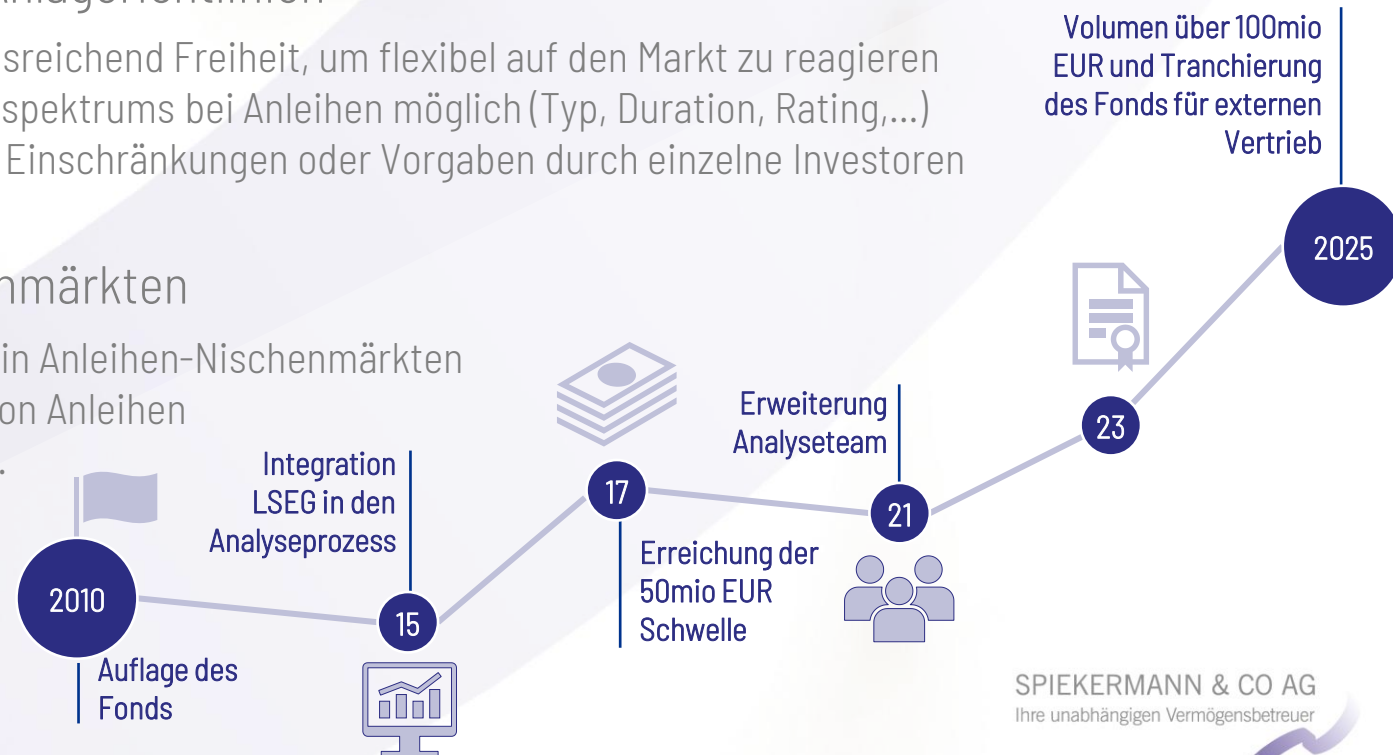 sreichend Freiheit, um flexibel auf den Markt zu reagieren
spektrums bei Anleihen möglich (Typ, Duration, Rating,...)
Einschränkungen oder Vorgaben durch einzelne Investoren
nmärkten
in Anleihen-Nischenmärkten
on Anleihen
.
2010
Auflage des
Fonds
Integration
LSEG in den
Analyseprozess
15
17
Erreichung der
50mio EUR
Schwelle
Erweiterung
Analyseteam
21
23
Volumen über 100mio
EUR und Tranchierung
des Fonds für externen
Vertrieb
2025
SPIEKERMANN & CO AG
Ihre unabhängigen Vermögensbetreuer